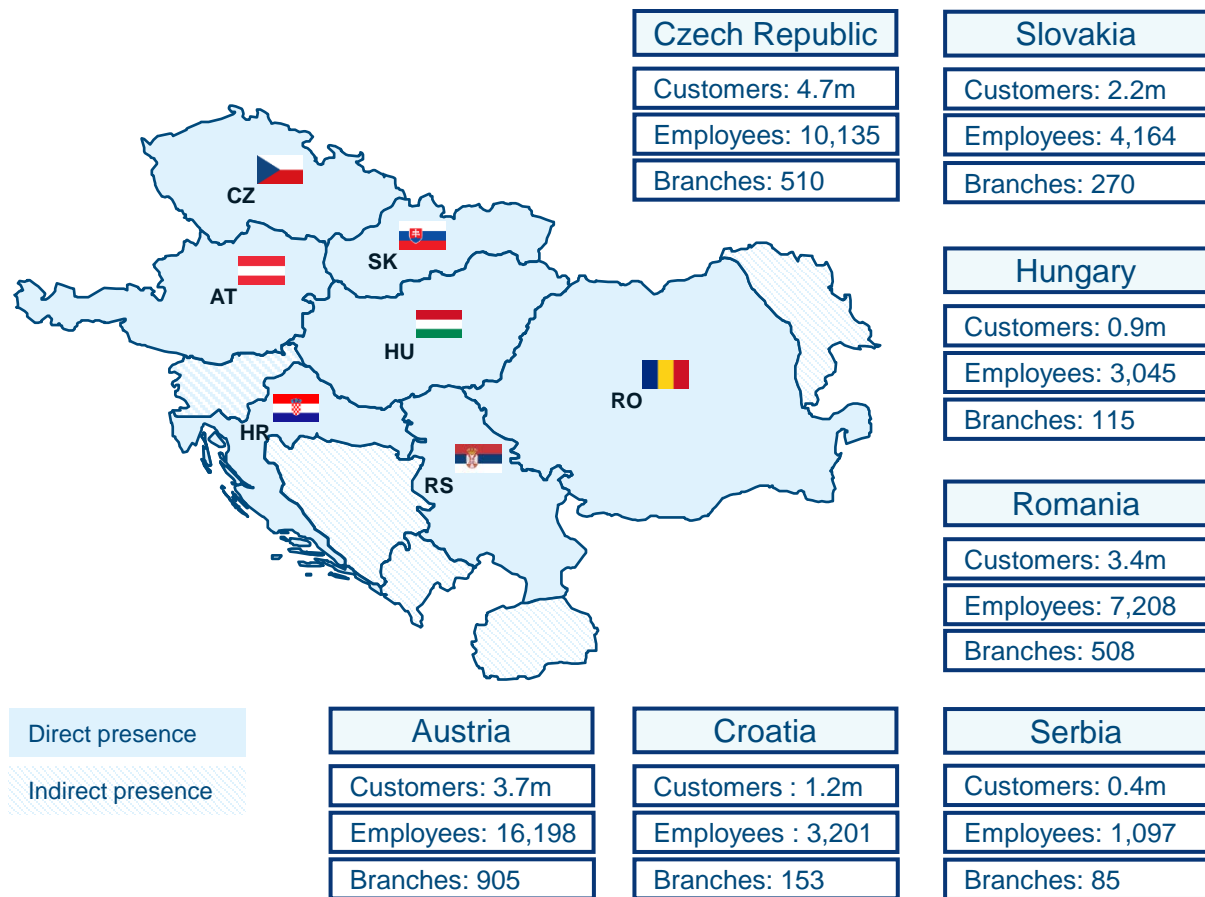 Czech Republic
Customers: 4.7m
Employees: 10,135
Branches: 510
Slovakia
Customers: 2.2m
Employees: 4,164
Branches: 270
CZ
SK
AT
HU
RO
HR
RS
Hungary
Customers: 0.9m
Employees: 3,045
Branches: 115
Romania
Customers: 3.4m
Employees: 7,208
Branches: 508
Direct presence
Indirect presence
Austria
Customers: 3.7m
Employees: 16,198
Branches: 905
Croatia
Customers : 1.2m
Employees : 3,201
Branches: 153
Serbia
Customers: 0.4m
Employees: 1,097
Branches: 85